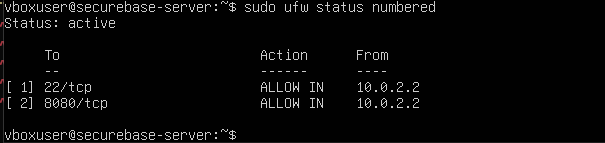 vboxuser@securebase-server:~$ sudo ufw status numbered
Status: active

     To                         Action      From
     --                         ------      ----
[ 1] 22/tcp                     ALLOW IN    10.0.2.2
[ 2] 8080/tcp                   ALLOW IN    10.0.2.2

vboxuser@securebase-server:~$